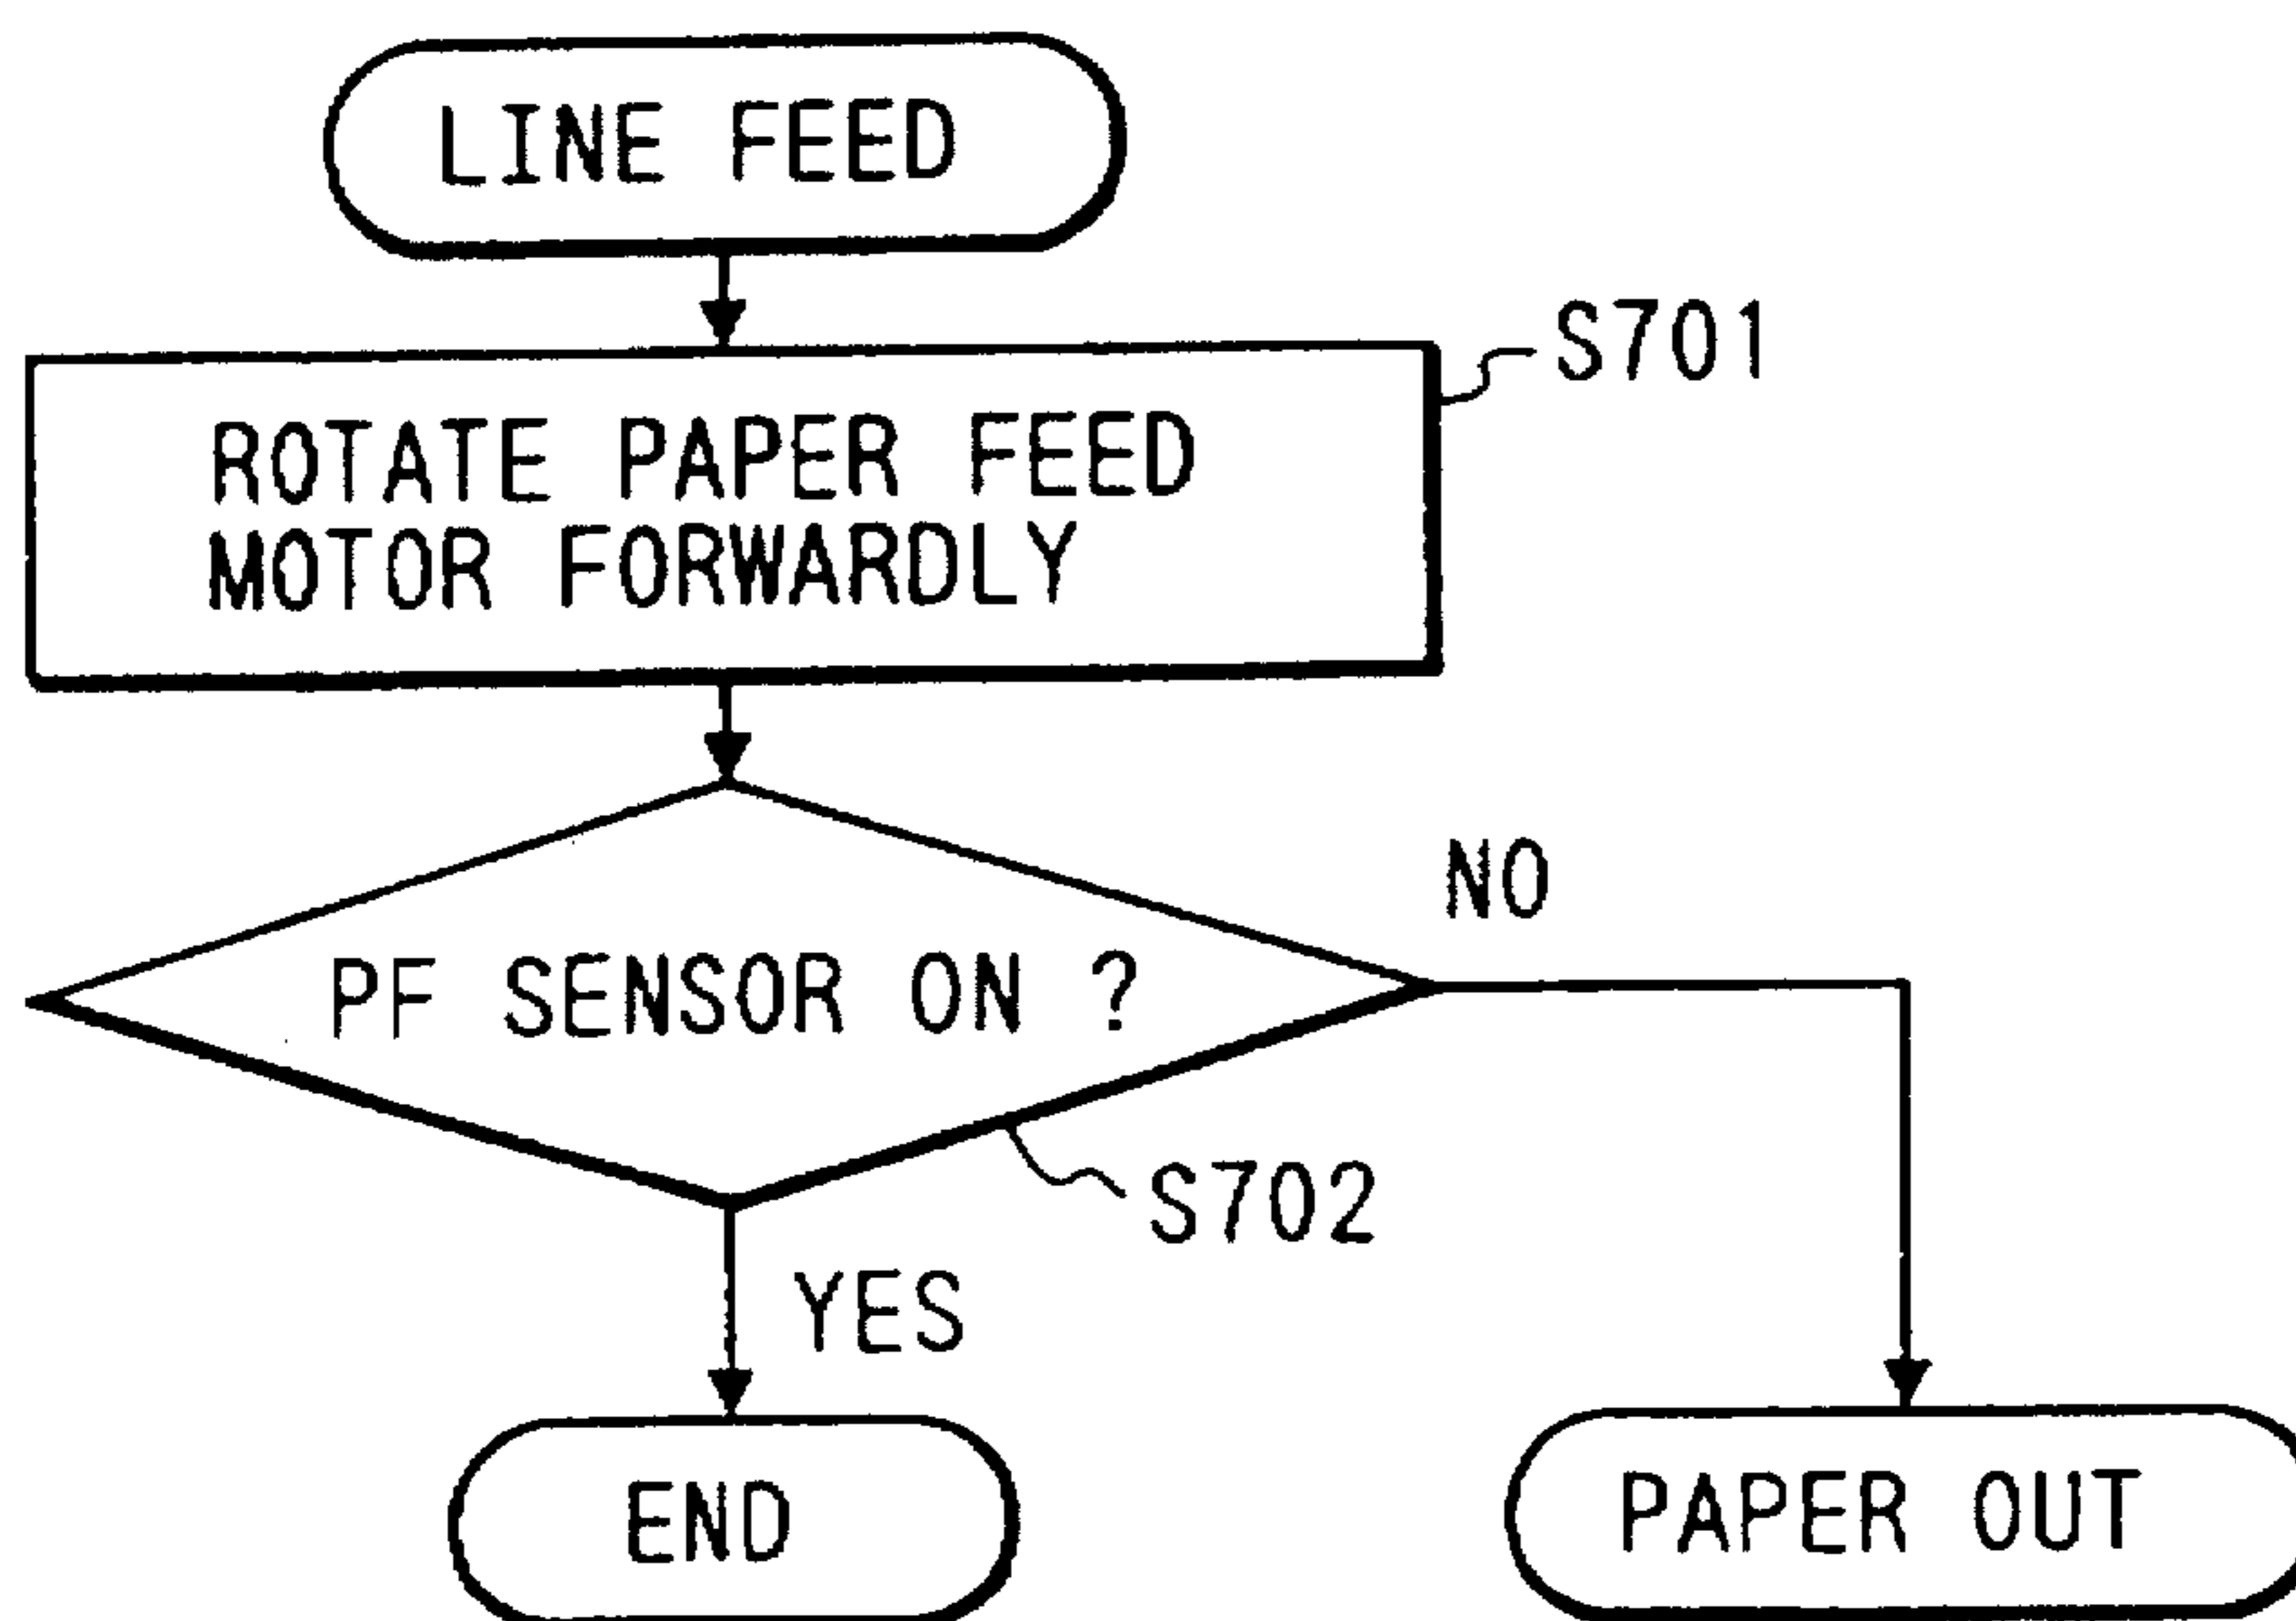 LINE FEED
S701
ROTATE PAPER FEED
MOTOR FORWARDLY
NO
PF SENSOR ON ?
S702
YES
END
PAPER OUT